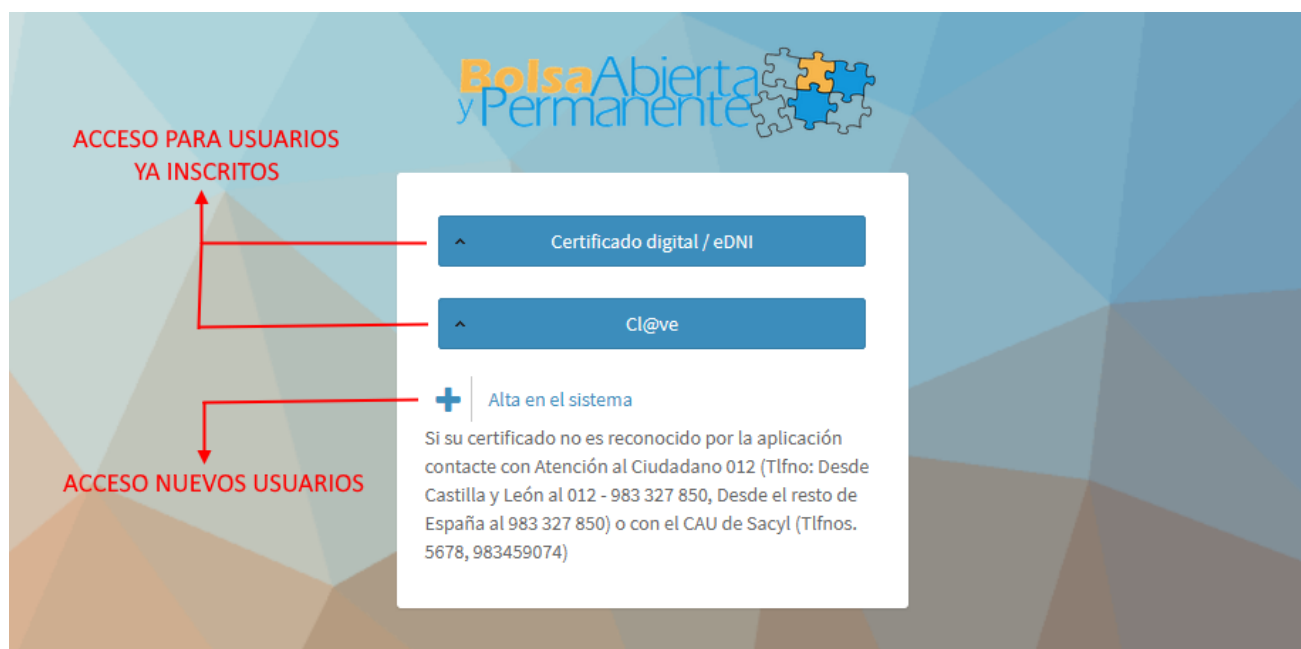 BolsaAbierta
yPermanente
ACCESO PARA USUARIOS
YA INSCRITOS
Certificado digital / eDNI
Cl@ve
Alta en el sistema
ACCESO NUEVOS USUARIOS
Si su certificado no es reconocido por la aplicación
contacte con Atención al Ciudadano 012 (Tlfno: Desde
Castilla y León al 012 - 983 327 850, Desde el resto de
España al 983 327 850) o con el CAU de Sacyl (Tlfnos.
5678, 983459074)